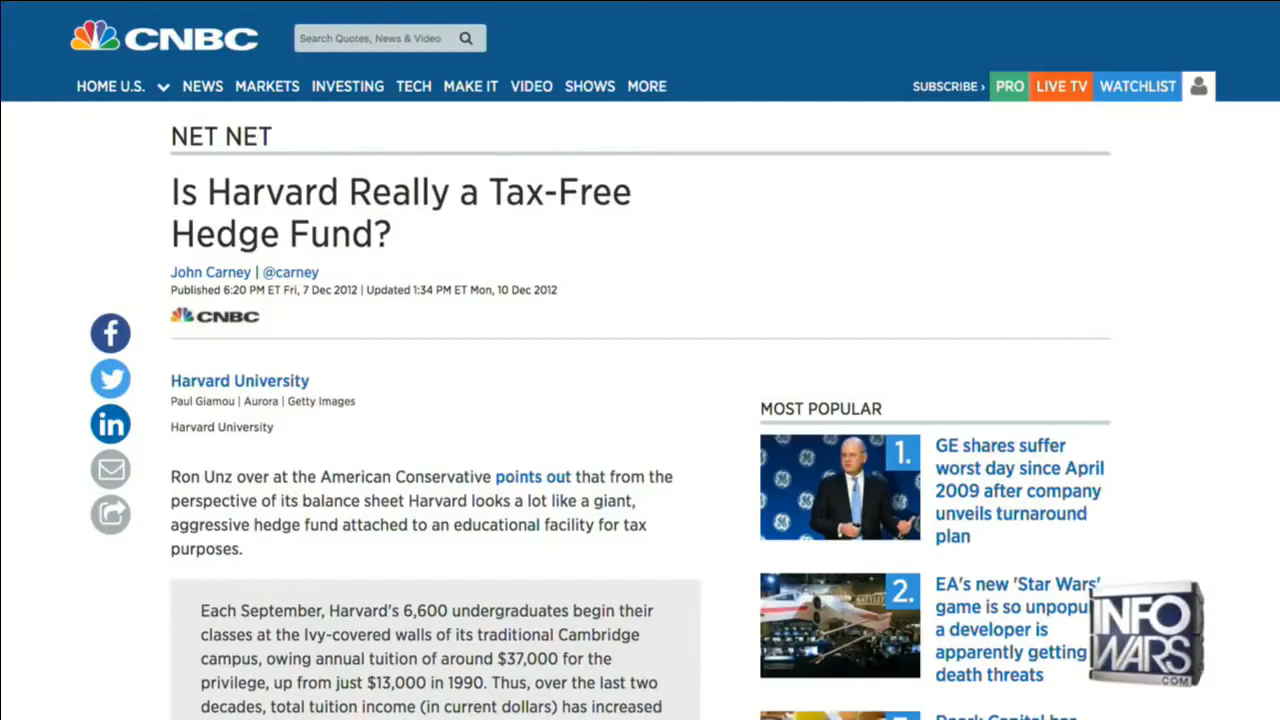 CNBC
Search Quotes, News & Video
HOME U.S. NEWS MARKETS INVESTING TECH MAKE IT VIDEO SHOWS MORE
SUBSCRIBE › PRO LIVE TV WATCHLIST
NET NET
Is Harvard Really a Tax-Free
Hedge Fund?
John Carney | @carney
Published 6:20 PM ET Fri, 7 Dec 2012 | Updated 1:34 PM ET Mon, 10 Dec 2012
CNBC
Harvard University
Paul Giamou | Aurora | Getty Images
Harvard University
Ron Unz over at the American Conservative points out that from the
perspective of its balance sheet Harvard looks a lot like a giant,
aggressive hedge fund attached to an educational facility for tax
purposes.
Each September, Harvard's 6,600 undergraduates begin their
classes at the Ivy-covered walls of its traditional Cambridge
campus, owing annual tuition of around $37,000 for the
privilege, up from just $13,000 in 1990. Thus, over the last two
decades, total tuition income (in current dollars) has increased
MOST POPULAR
1.
GE shares suffer
worst day since April
2009 after company
unveils turnaround
plan
2.
EA's new 'Star Wars'
game is so unpopu
a developer is
apparently getting
death threats
INFO
WARS
.COM